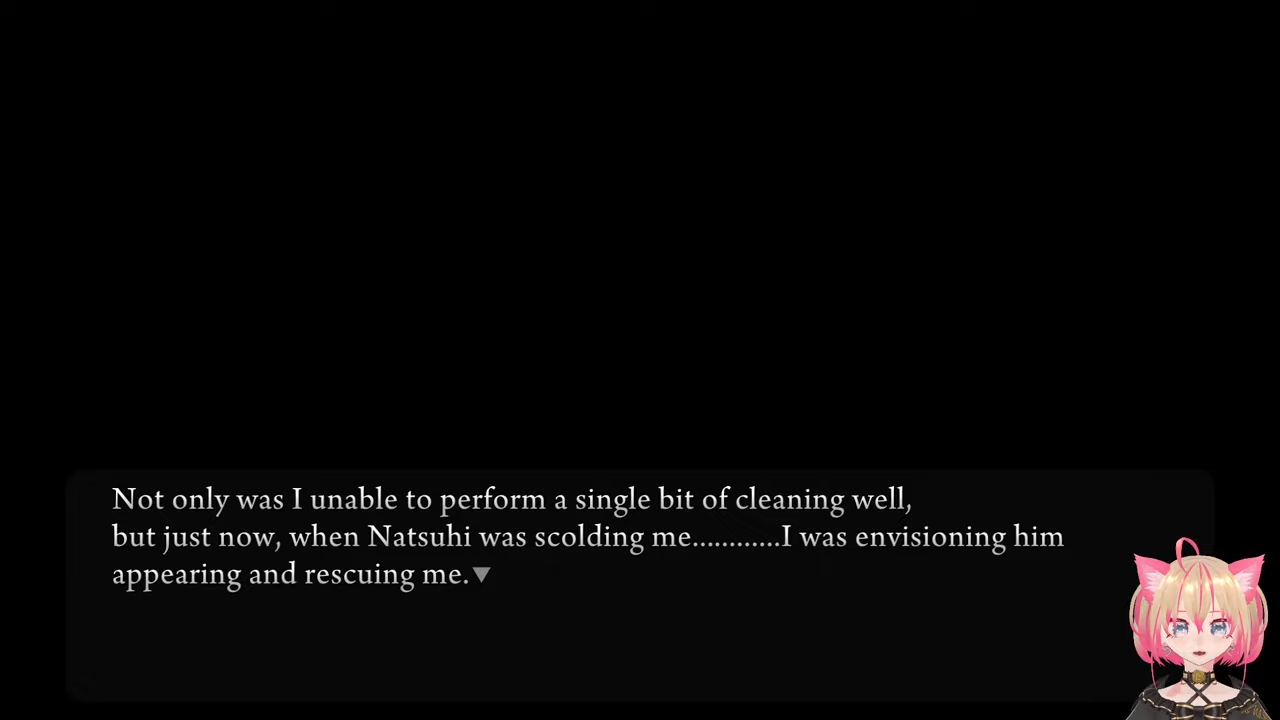 Not only was I unable to perform a single bit of cleaning well,
but just now, when Natsuhi was scolding me............I was envisioning him
appearing and rescuing me.